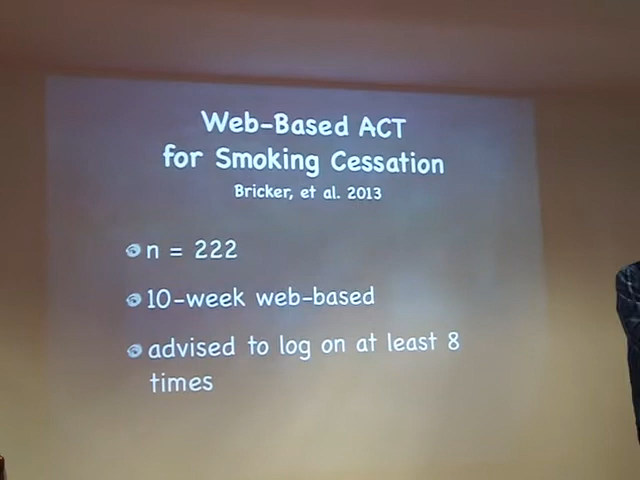 Web-Based ACT
for Smoking Cessation
Bricker, et al. 2013
n = 222
10-week web-based
advised to log on at least 8
times